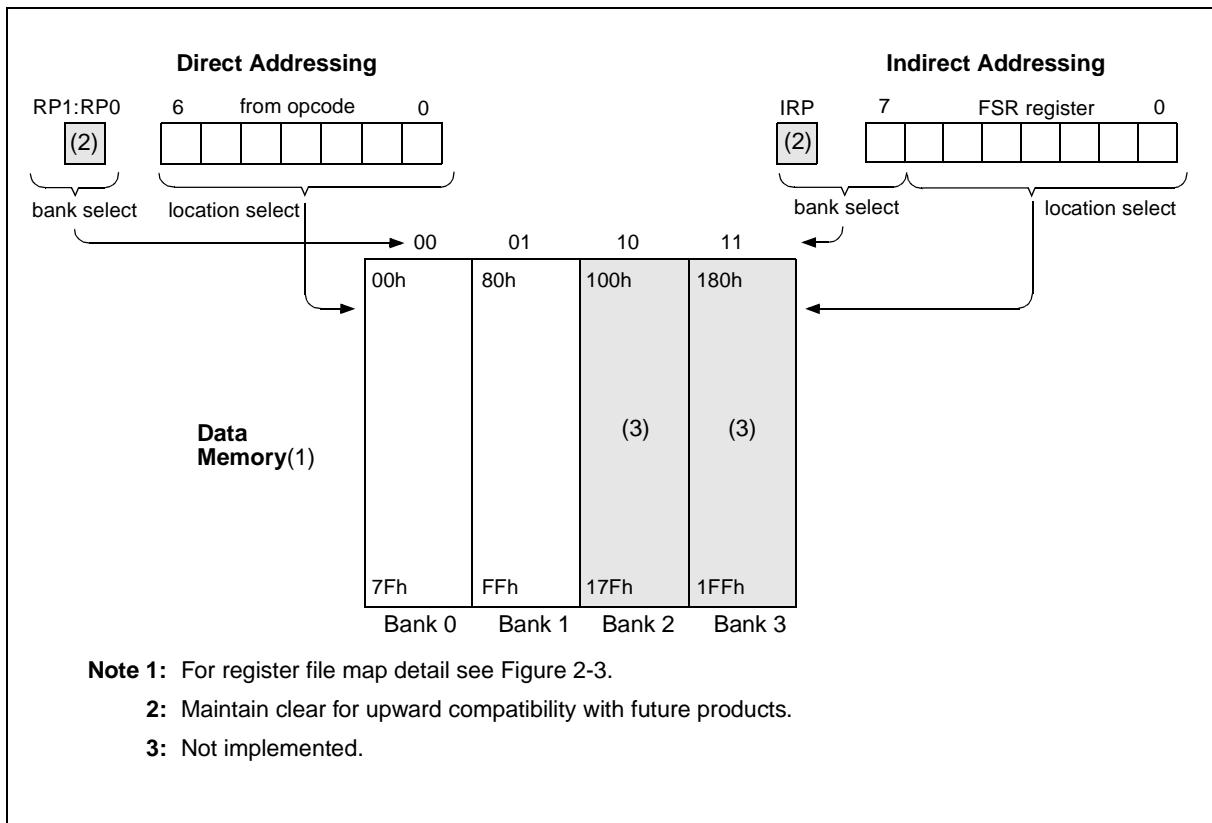 Direct Addressing
Indirect Addressing
RP1:RP0 6 from opcode 0
IRP 7 FSR register 0
(2)
(2)
bank select location select
bank select location select
00 01 10 11
00h 80h 100h 180h
Data
Memory(1)
(3) (3)
7Fh FFh 17Fh 1FFh
Bank 0 Bank 1 Bank 2 Bank 3
Note 1: For register file map detail see Figure 2-3.
2: Maintain clear for upward compatibility with future products.
3: Not implemented.